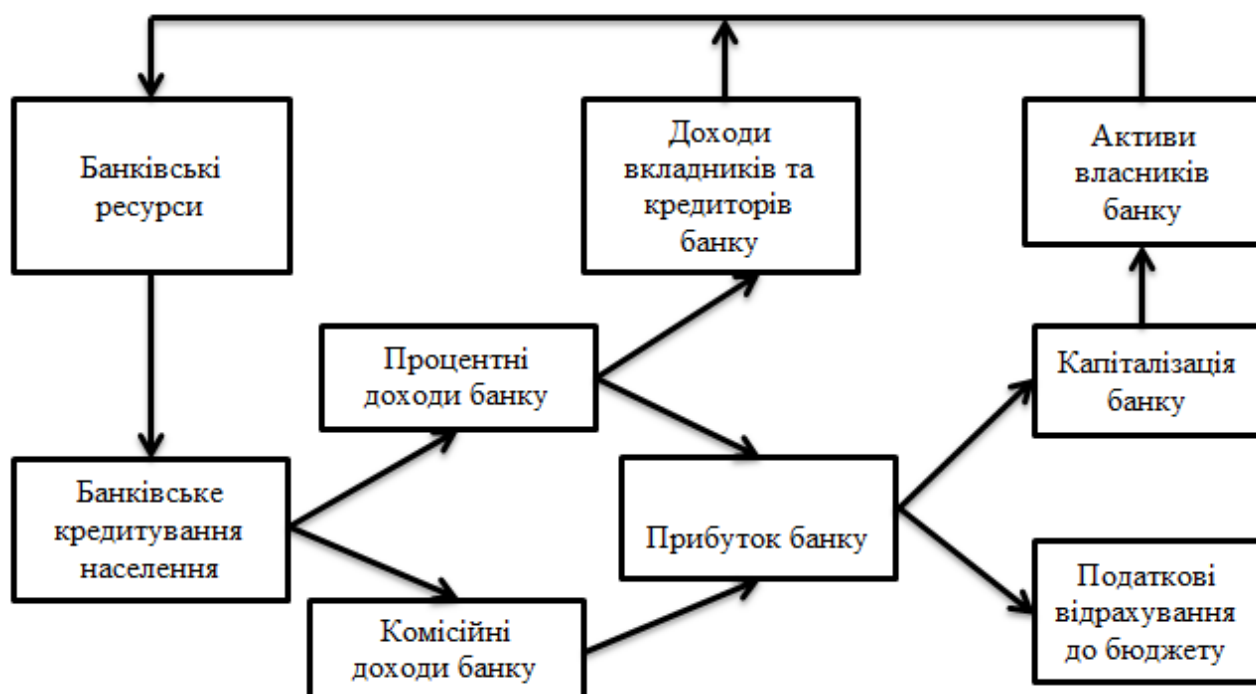 Банківські
ресурси
Доходи
вкладників та
кредиторів
банку
Активи
власників
банку
Процентні
доходи банку
Капіталізація
банку
Банківське
кредитування
населення
Прибуток банку
Комісійні
доходи банку
Податкові
відрахування
до бюджету